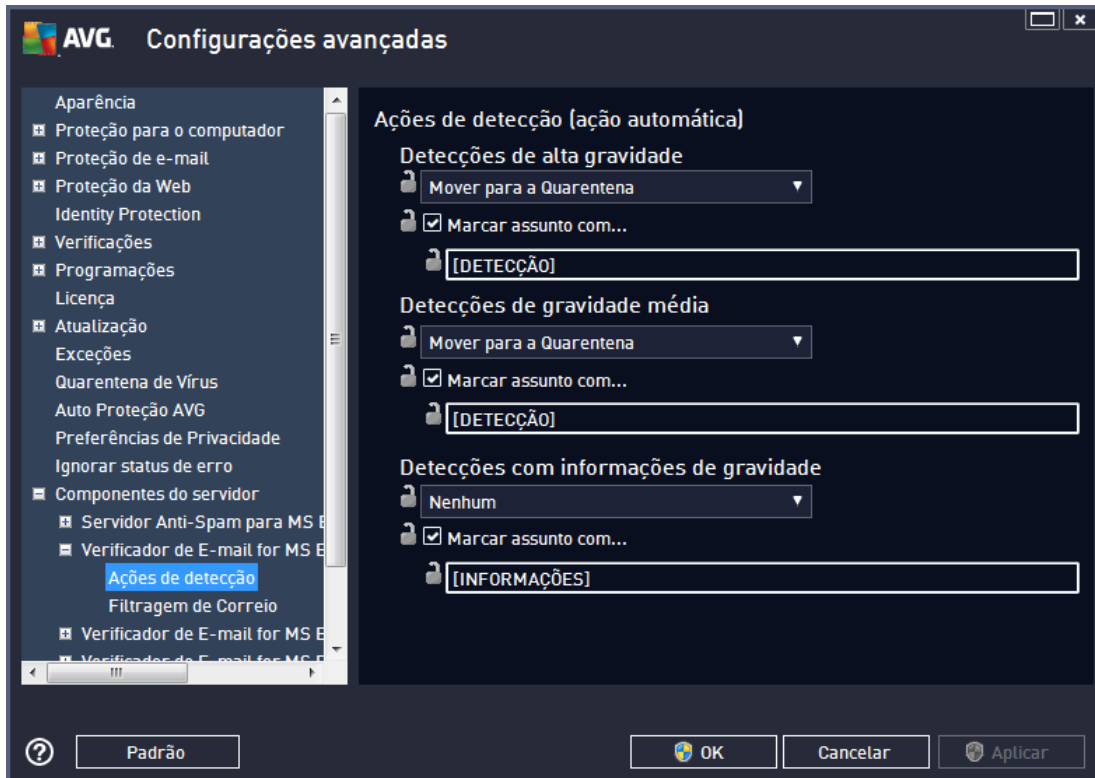 AVG. Configurações avançadas
Aparência
Proteção para o computador
Proteção de e-mail
Proteção da Web
Identity Protection
Verificações
Programações
Licença
Atualização
Exceções
Quarentena de Vírus
Auto Proteção AVG
Preferências de Privacidade
Ignorar status de erro
Componentes do servidor
Servidor Anti-Spam para MS E
Verificador de E-mail for MS E
Ações de detecção
Filtragem de Correio
Verificador de E-mail for MS E
Verificador de E-mail for MS E
Ações de detecção (ação automática)
Detecções de alta gravidade
Mover para a Quarentena
Marcar assunto com...
[DETECÇÃO]
Detecções de gravidade média
Mover para a Quarentena
Marcar assunto com...
[DETECÇÃO]
Detecções com informações de gravidade
Nenhum
Marcar assunto com...
[INFORMAÇÕES]
Padrão
OK
Cancelar
Aplicar